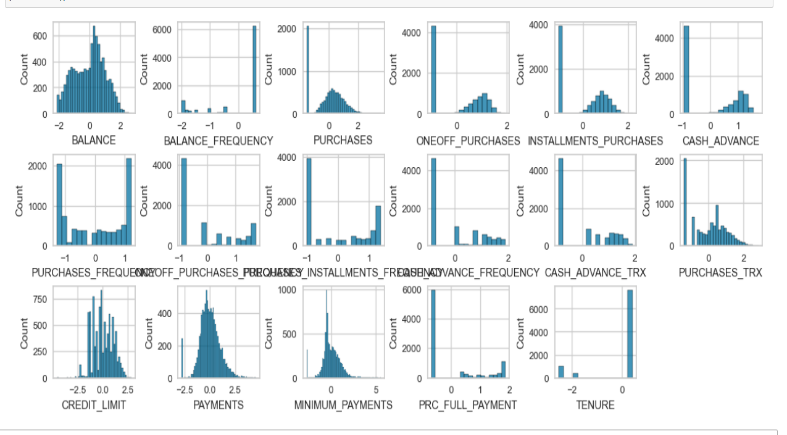 Count Count Count Count Count Count
600 6000 2000 4000 4000 4000
400 4000 1000 2000 2000 2000
200 2000
0 0 0 0 0 0
−2 0 2 −2 −1 0 0 2 0 2 0 2 −1 0 1
BALANCE BALANCE_FREQUENCY PURCHASES ONEOFF_PURCHASES INSTALLMENTS_PURCHASES CASH_ADVANCE
Count Count Count Count Count Count
2000 4000 4000 4000 4000 2000
1000 2000 2000 2000 2000 1000
0 0 0 0 0 0
−1 0 1 −1 0 1 −1 0 1 0 2 0 2 0 2
PURCHASES_FREQUENCY ONEOFF_PURCHASES_FREQUENCY PURCHASES_INSTALLMENTS_FREQUENCY CASH_ADVANCE_FREQUENCY CASH_ADVANCE_TRX PURCHASES_TRX
Count Count Count Count Count
750 400 1000 6000 6000
500 200 500 4000 4000
250 2000 2000
0 0 0 0 0
−2.5 0.0 2.5 −2.5 0.0 2.5 0 5 0 1 2 −2 0
CREDIT_LIMIT PAYMENTS MINIMUM_PAYMENTS PRC_FULL_PAYMENT TENURE